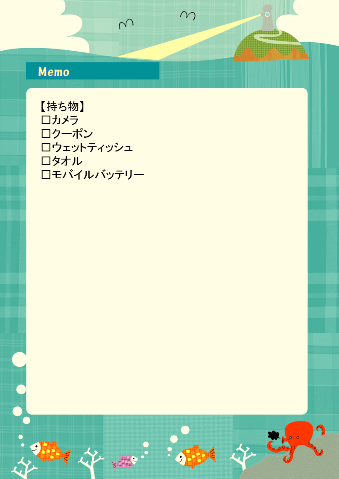 Memo
【持ち物】
□カメラ
□クーポン
□ウェットティッシュ
□タオル
□モバイルバッテリー